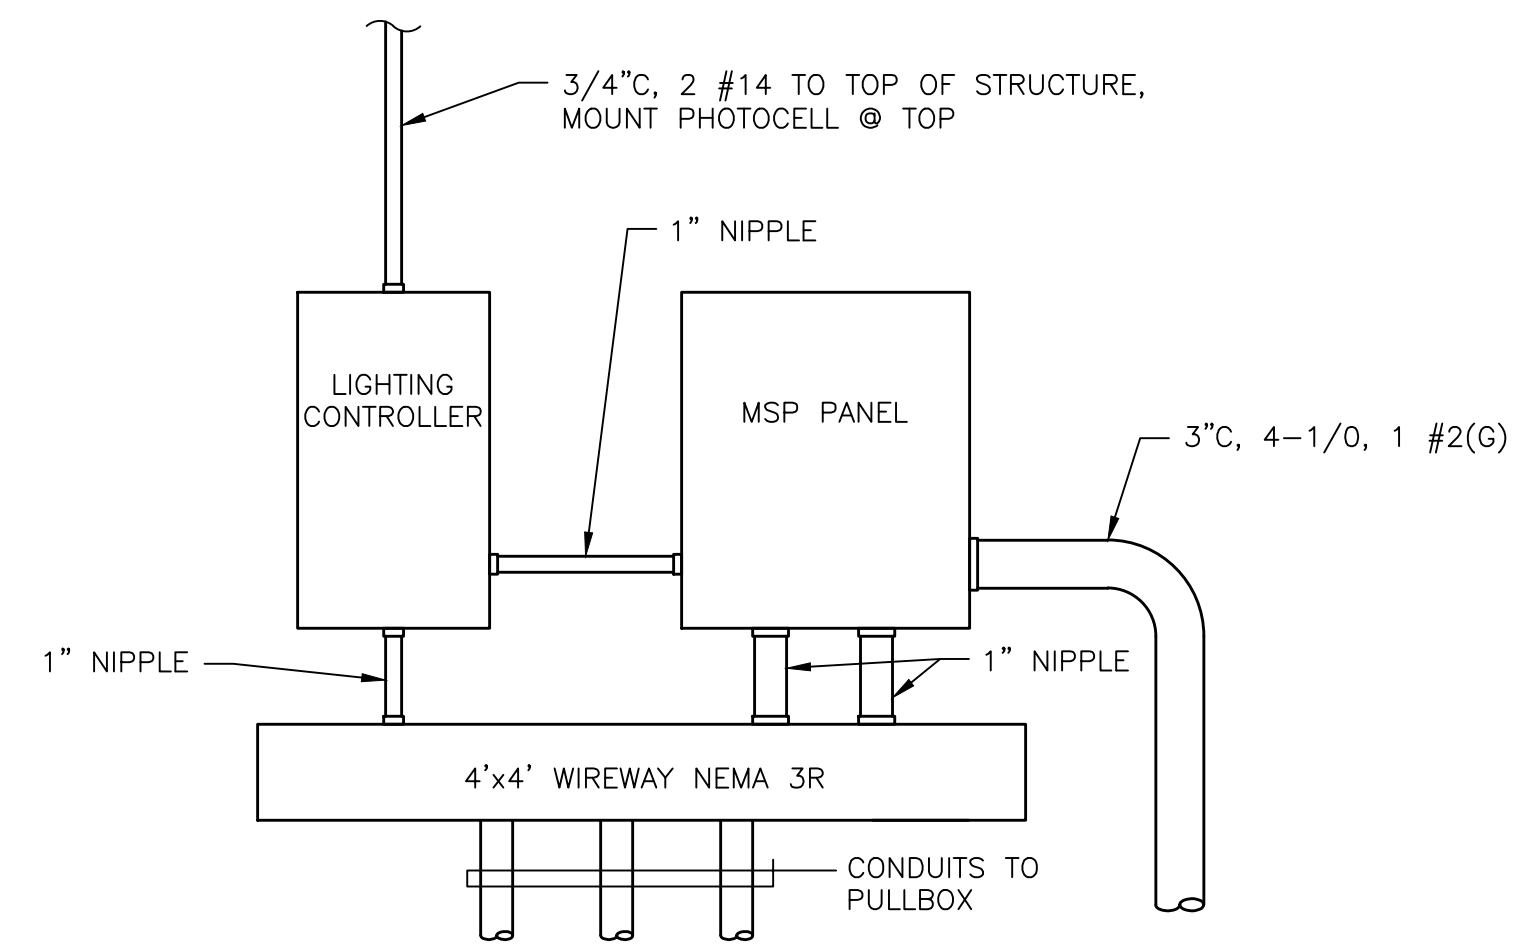 3/4"C, 2 #14 TO TOP OF STRUCTURE,
MOUNT PHOTOCELL @ TOP
1" NIPPLE
LIGHTING
CONTROLLER
MSP PANEL
3"C, 4-1/0, 1 #2(G)
1" NIPPLE
1" NIPPLE
4'x4' WIREWAY NEMA 3R
CONDUITS TO
PULLBOX